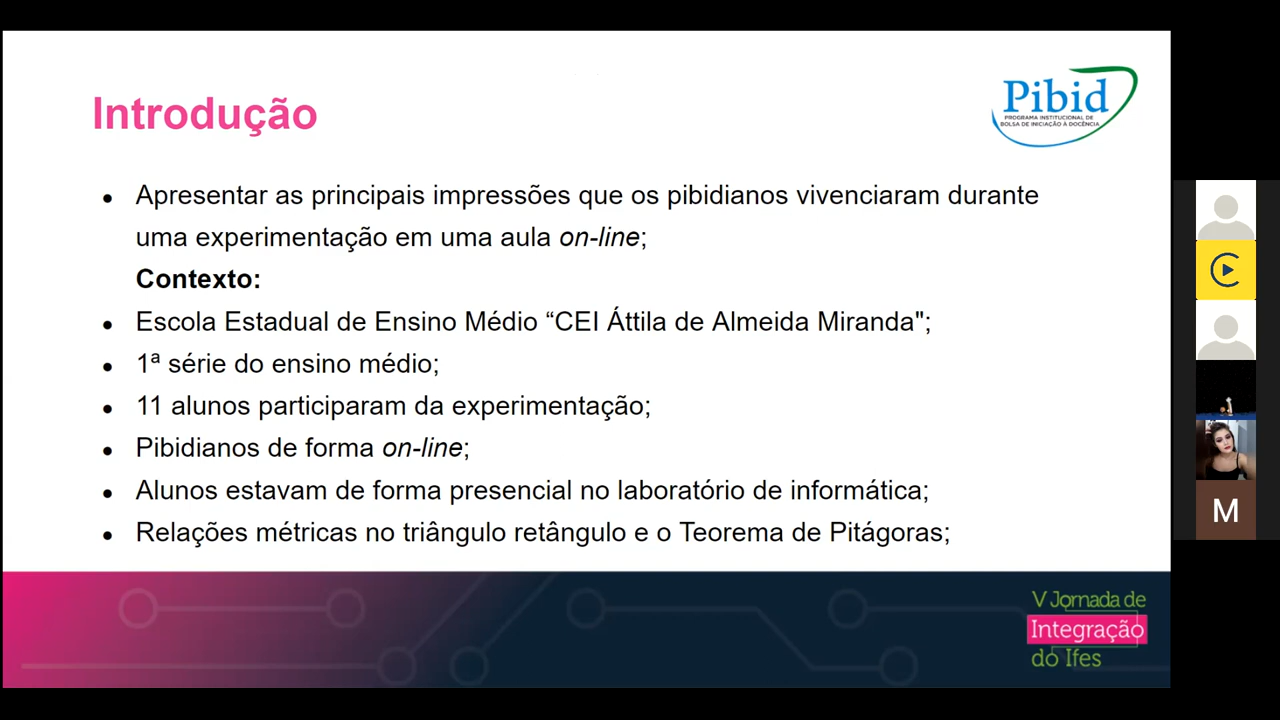 Introdução
Pibid
PROGRAMA INSTITUCIONAL DE
BOLSA DE INICIAÇÃO À DOCÊNCIA
• Apresentar as principais impressões que os pibidianos vivenciaram durante
uma experimentação em uma aula on-line;
Contexto:
• Escola Estadual de Ensino Médio “CEI Áttila de Almeida Miranda";
• 1ª série do ensino médio;
• 11 alunos participaram da experimentação;
• Pibidianos de forma on-line;
• Alunos estavam de forma presencial no laboratório de informática;
• Relações métricas no triângulo retângulo e o Teorema de Pitágoras;
M
V Jornada de
Integração
do Ifes